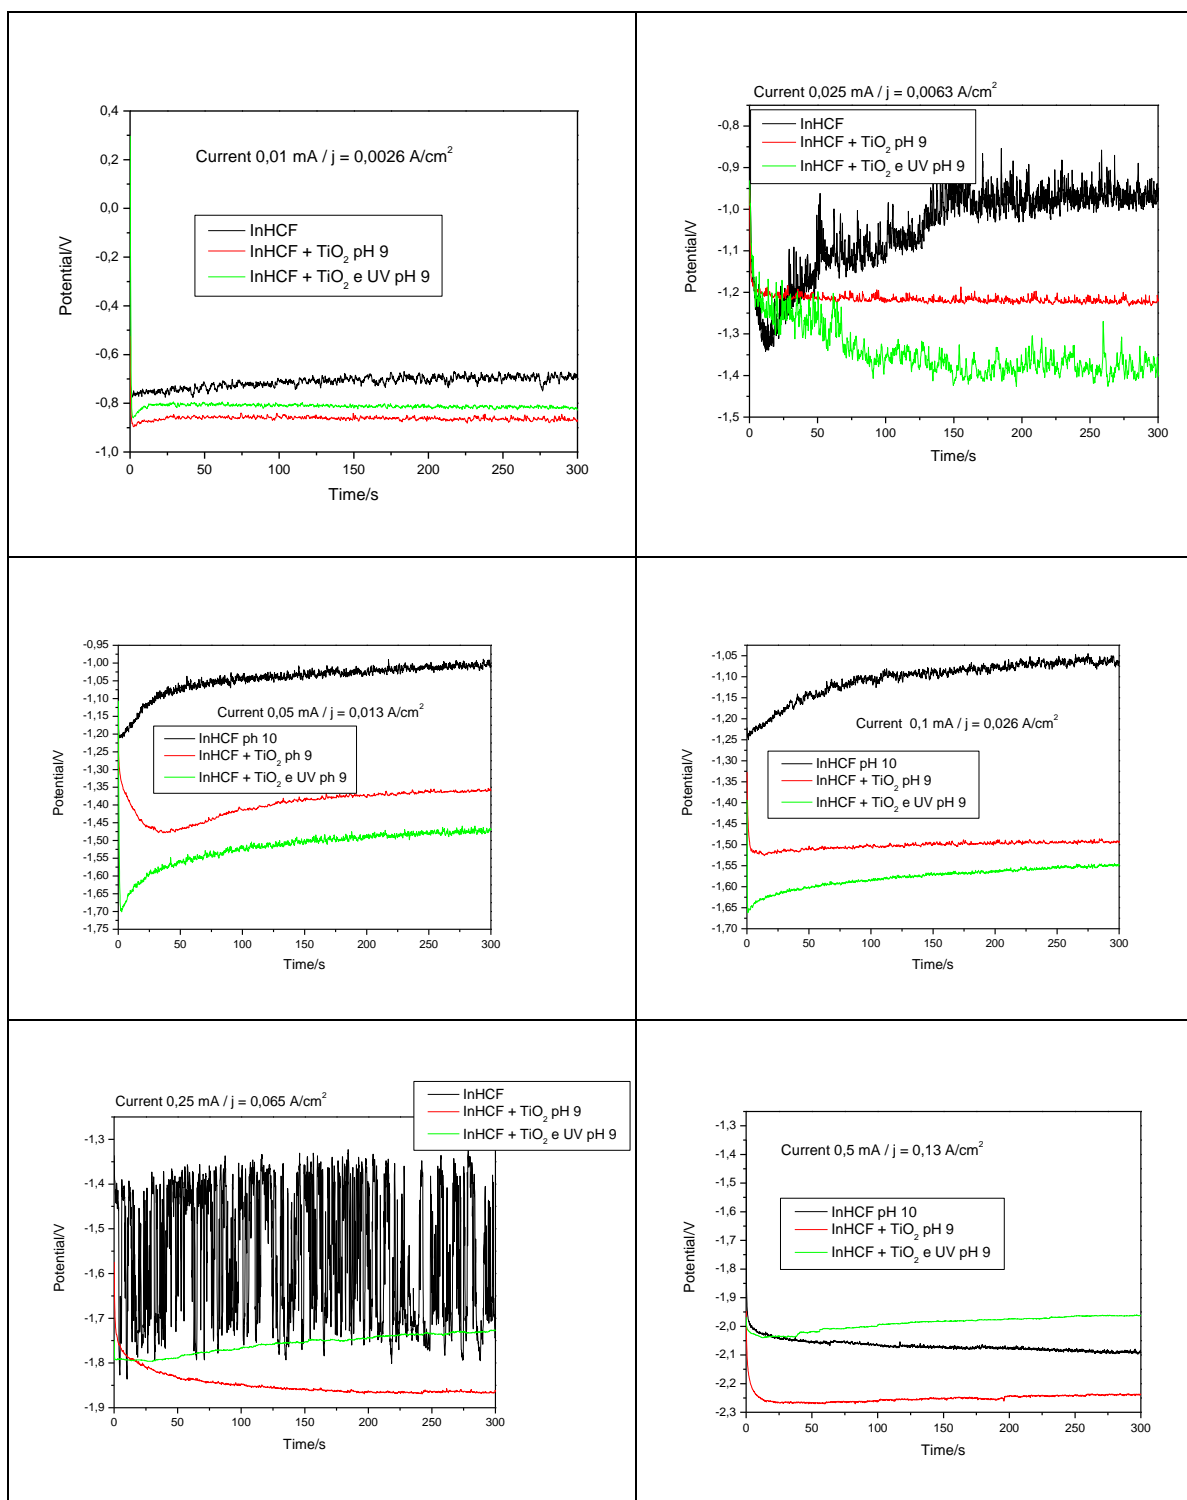 Current 0,01 mA / j = 0,0026 A/cm²
0,4
0,2
0,0
-0,2
-0,4
-0,6
-0,8
-1,0
Potential/V
InHCF
InHCF + TiO₂ pH 9
InHCF + TiO₂ e UV pH 9
0 50 100 150 200 250 300
Time/s
Current 0,025 mA / j = 0,0063 A/cm²
-0,8
-0,9
-1,0
-1,1
-1,2
-1,3
-1,4
-1,5
Potential/V
InHCF
InHCF + TiO₂ pH 9
InHCF + TiO₂ e UV pH 9
0 50 100 150 200 250 300
Time/s
-0,95
-1,00
-1,05
-1,10
-1,15
-1,20
-1,25
-1,30
-1,35
-1,40
-1,45
-1,50
-1,55
-1,60
-1,65
-1,70
-1,75
Potential/V
Current 0,05 mA / j = 0,013 A/cm²
InHCF ph 10
InHCF + TiO₂ ph 9
InHCF + TiO₂ e UV ph 9
0 50 100 150 200 250 300
Time/s
-1,05
-1,10
-1,15
-1,20
-1,25
-1,30
-1,35
-1,40
-1,45
-1,50
-1,55
-1,60
-1,65
-1,70
Potential/V
Current 0,1 mA / j = 0,026 A/cm²
InHCF pH 10
InHCF + TiO₂ pH 9
InHCF + TiO₂ e UV pH 9
0 50 100 150 200 250 300
Time/s
Current 0,25 mA / j = 0,065 A/cm²
InHCF
InHCF + TiO₂ pH 9
InHCF + TiO₂ e UV pH 9
-1,3
-1,4
-1,5
-1,6
-1,7
-1,8
-1,9
Potential/V
0 50 100 150 200 250 300
Time/s
-1,3
-1,4
-1,5
-1,6
-1,7
-1,8
-1,9
-2,0
-2,1
-2,2
-2,3
Potential/V
Current 0,5 mA / j = 0,13 A/cm²
InHCF pH 10
InHCF + TiO₂ pH 9
InHCF + TiO₂ e UV pH 9
0 50 100 150 200 250 300
Time/s